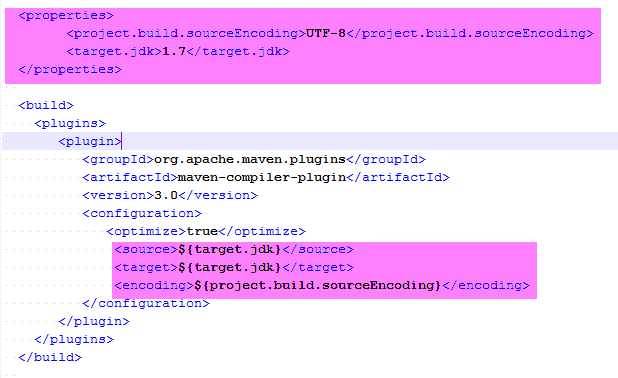 <properties>
<project.build.sourceEncoding>UTF-8</project.build.sourceEncoding>
<target.jdk>1.7</target.jdk>
</properties>
<build>
<plugins>
<plugin>
<groupId>org.apache.maven.plugins</groupId>
<artifactId>maven-compiler-plugin</artifactId>
<version>3.0</version>
<configuration>
<optimize>true</optimize>
<source>${target.jdk}</source>
<target>${target.jdk}</target>
<encoding>${project.build.sourceEncoding}</encoding>
</configuration>
</plugin>
</plugins>
</build>